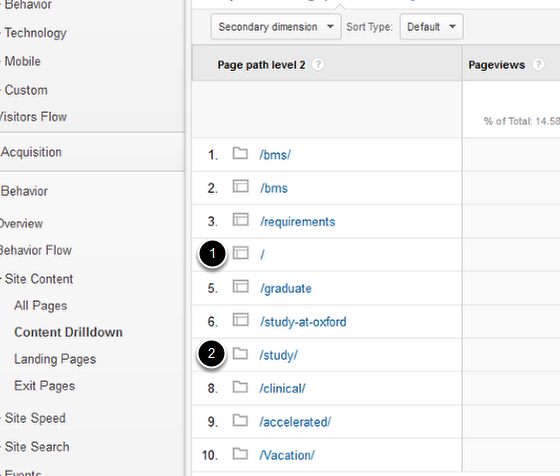 Behavior
Technology
Mobile
Custom
Visitors Flow
Acquisition
Behavior
Overview
Behavior Flow
Site Content
All Pages
Content Drilldown
Landing Pages
Exit Pages
Site Speed
Site Search
Events
Secondary dimension
Sort Type:
Default
Page path level 2 ?
Pageviews ?
% of Total: 14.58
1. /bms/
2. /bms
3. /requirements
1 /
5. /graduate
6. /study-at-oxford
2 /study/
8. /clinical/
9. /accelerated/
10. /Vacation/